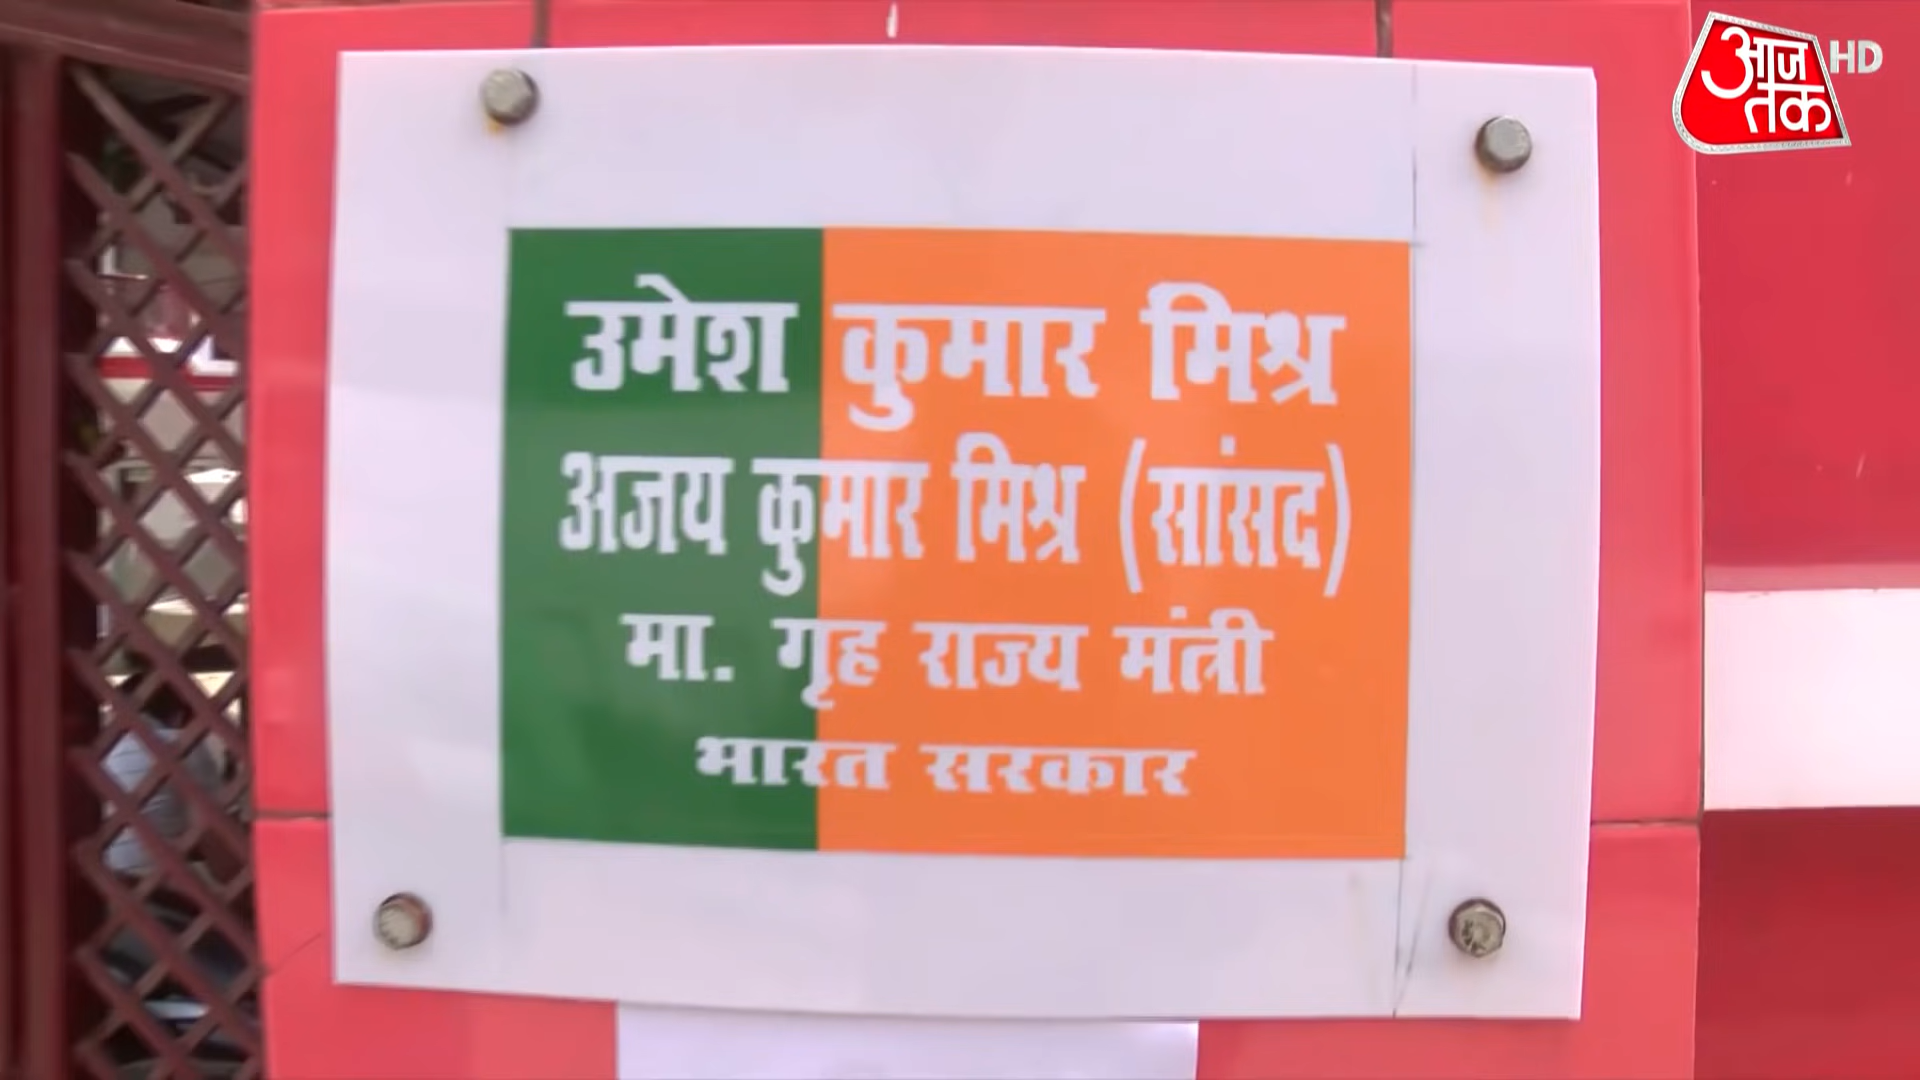 आज
तक HD
उमेश कुमार मिश्र
अजय कुमार मिश्र (सांसद)
मा. गृह राज्य मंत्री
भारत सरकार